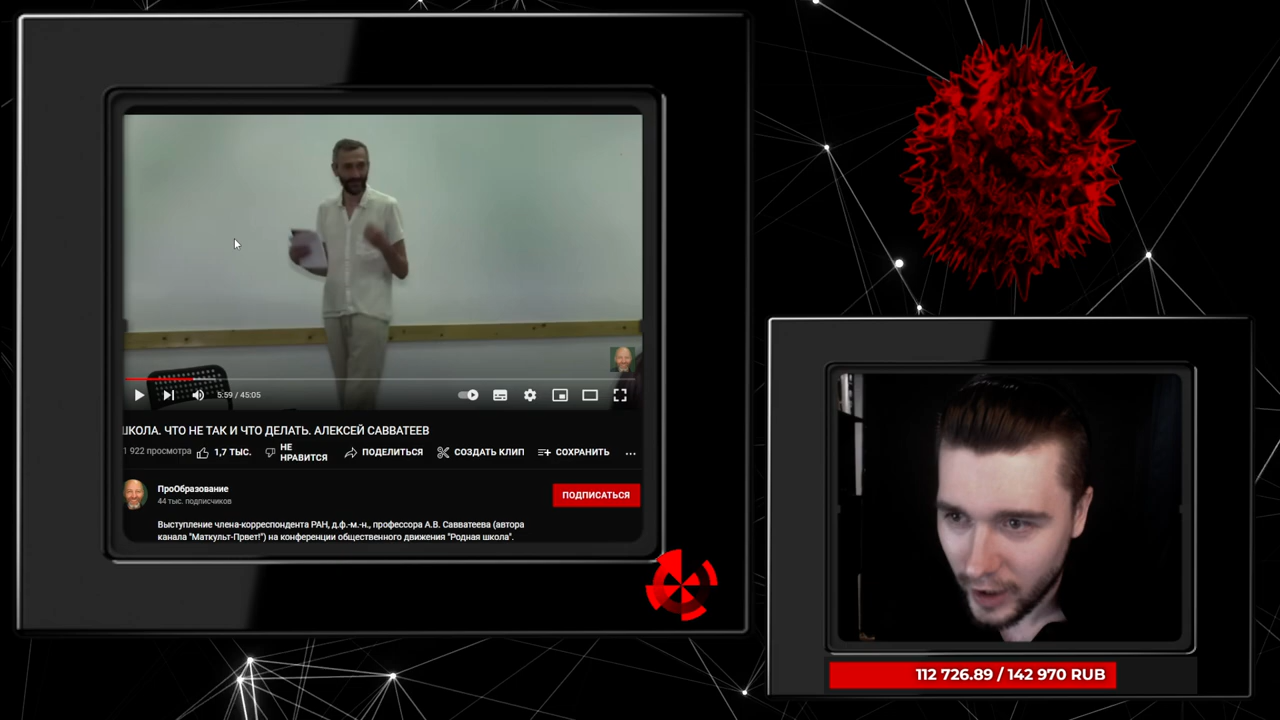 5:59 / 45:05
ШКОЛА. ЧТО НЕ ТАК И ЧТО ДЕЛАТЬ. АЛЕКСЕЙ САВВАТЕЕВ
1 922 просмотра 1,7 ТЫС. НЕ НРАВИТСЯ ПОДЕЛИТЬСЯ СОЗДАТЬ КЛИП СОХРАНИТЬ ...
ПроОбразование
44 тыс. подписчиков
ПОДПИСАТЬСЯ
Выступление члена-корреспондента РАН, д.ф.-м.-н., профессора А.В. Савватеева (автора
канала "Маткульт-Првет!") на конференции общественного движения "Родная школа".
112 726.89 / 142 970 RUB